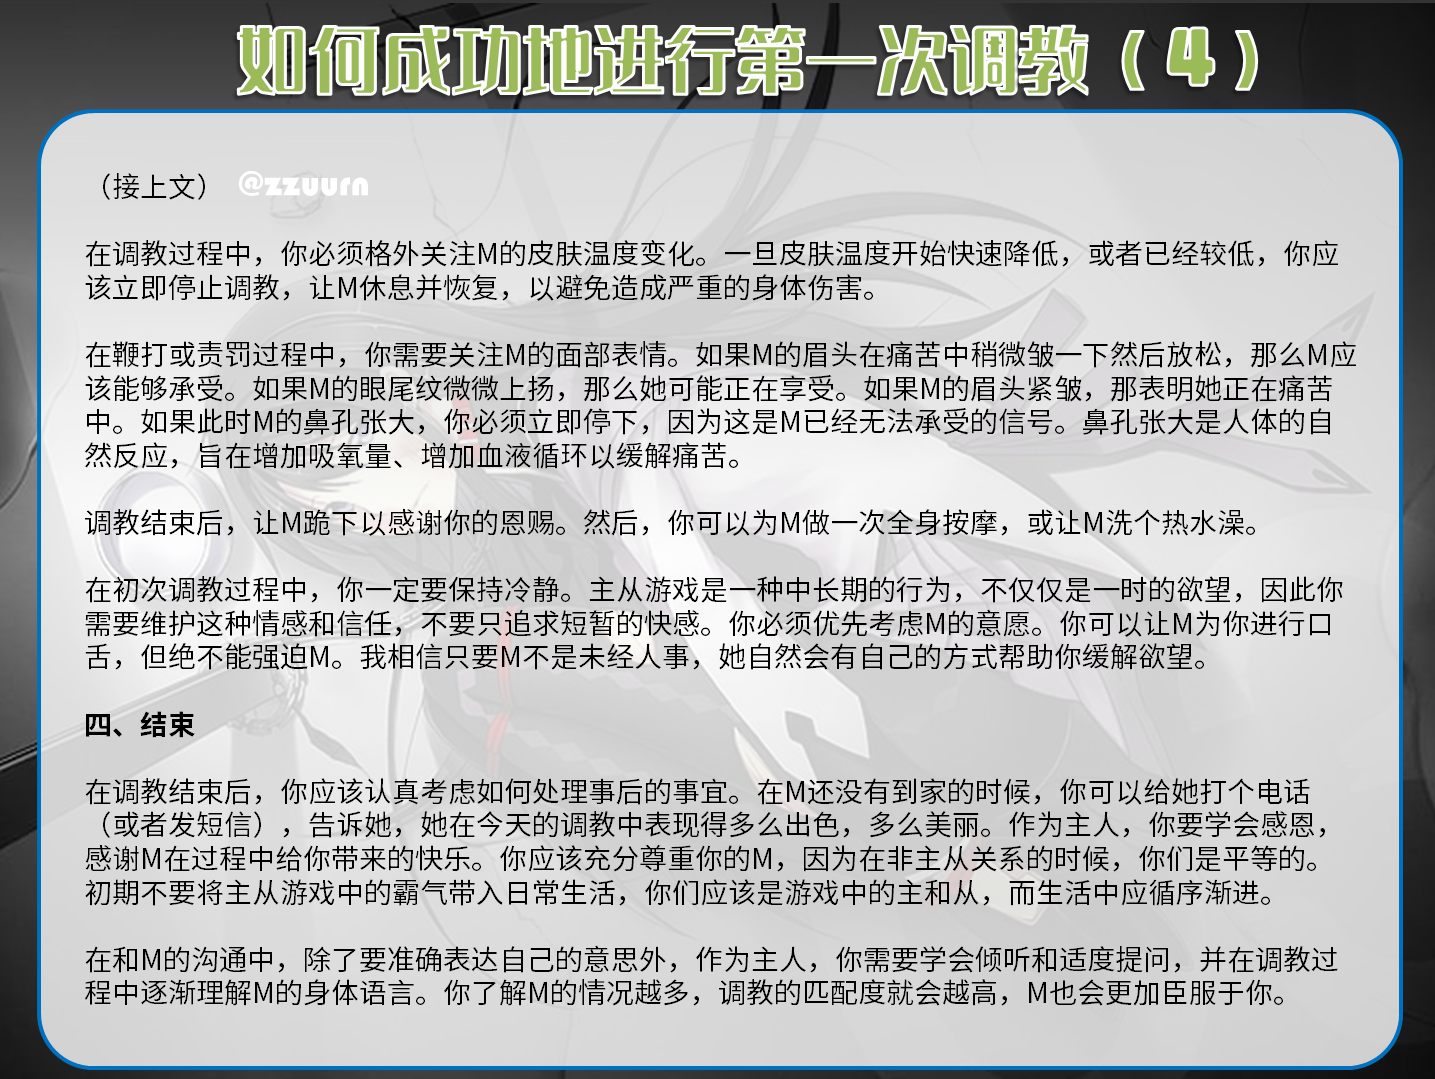 如何成功地进行第一次调教（4）
（接上文） @zzuurn
在调教过程中，你必须格外关注M的皮肤温度变化。一旦皮肤温度开始快速降低，或者已经较低，你应
该立即停止调教，让M休息并恢复，以避免造成严重的身体伤害。
在鞭打或责罚过程中，你需要关注M的面部表情。如果M的眉头在痛苦中稍微皱一下然后放松，那么M应
该能够承受。如果M的眼尾纹微微上扬，那么她可能正在享受。如果M的眉头紧皱，那表明她正在痛苦
中。如果此时M的鼻孔张大，你必须立即停下，因为这是M已经无法承受的信号。鼻孔张大是人体的自
然反应，旨在增加吸氧量、增加血液循环以缓解痛苦。
调教结束后，让M跪下以感谢你的恩赐。然后，你可以为M做一次全身按摩，或让M洗个热水澡。
在初次调教过程中，你一定要保持冷静。主从游戏是一种中长期的行为，不仅仅是一时的欲望，因此你
需要维护这种情感和信任，不要只追求短暂的快感。你必须优先考虑M的意愿。你可以让M为你进行口
舌，但绝不能强迫M。我相信只要M不是未经人事，她自然会有自己的方式帮助你缓解欲望。
四、结束
在调教结束后，你应该认真考虑如何处理事后的事宜。在M还没有到家的时候，你可以给她打个电话
（或者发短信），告诉她，她在今天的调教中表现得多么出色，多么美丽。作为主人，你要学会感恩，
感谢M在过程中给你带来的快乐。你应该充分尊重你的M，因为在非主从关系的时候，你们是平等的。
初期不要将主从游戏中的霸气带入日常生活，你们应该是游戏中的主和从，而生活中应循序渐进。
在和M的沟通中，除了要准确表达自己的意思外，作为主人，你需要学会倾听和适度提问，并在调教过
程中逐渐理解M的身体语言。你了解M的情况越多，调教的匹配度就会越高，M也会更加臣服于你。